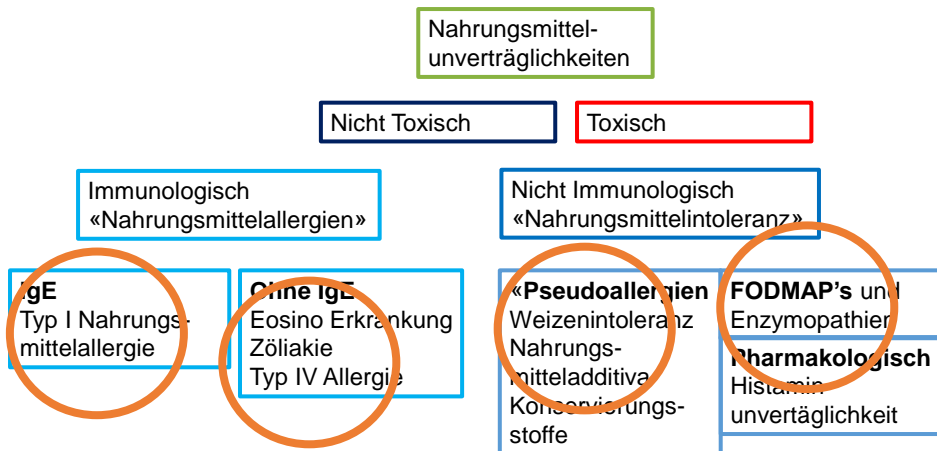 Nahrungsmittel-
unverträglichkeiten
Nicht Toxisch
Toxisch
Immunologisch
«Nahrungsmittelallergien»
Nicht Immunologisch
«Nahrungsmittelintoleranz»
IgE
Typ I Nahrungs-
mittelallergie
Ohne IgE
Eosino Erkrankung
Zöliakie
Typ IV Allergie
«Pseudoallergien
Weizenintoleranz
Nahrungs-
mitteladditiva
Konservierungs-
stoffe
FODMAP's und
Enzymopathien
Pharmakologisch
Histamin
unvertäglichkeit